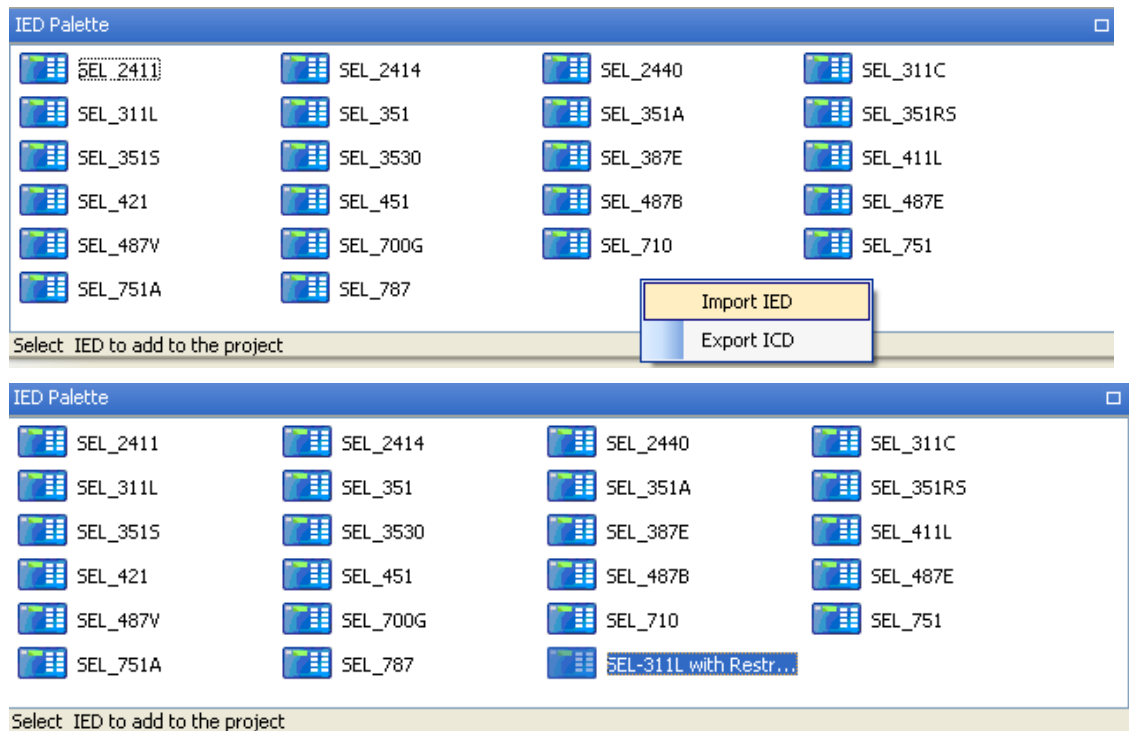 IED Palette
SEL_2411 SEL_2414 SEL_2440 SEL_311C
SEL_311L SEL_351 SEL_351A SEL_351RS
SEL_351S SEL_3530 SEL_387E SEL_411L
SEL_421 SEL_451 SEL_487B SEL_487E
SEL_487V SEL_700G SEL_710 SEL_751
SEL_751A SEL_787
Import IED
Export ICD
Select IED to add to the project
IED Palette
SEL_2411 SEL_2414 SEL_2440 SEL_311C
SEL_311L SEL_351 SEL_351A SEL_351RS
SEL_351S SEL_3530 SEL_387E SEL_411L
SEL_421 SEL_451 SEL_487B SEL_487E
SEL_487V SEL_700G SEL_710 SEL_751
SEL_751A SEL_787 SEL-311L with Restr...
Select IED to add to the project